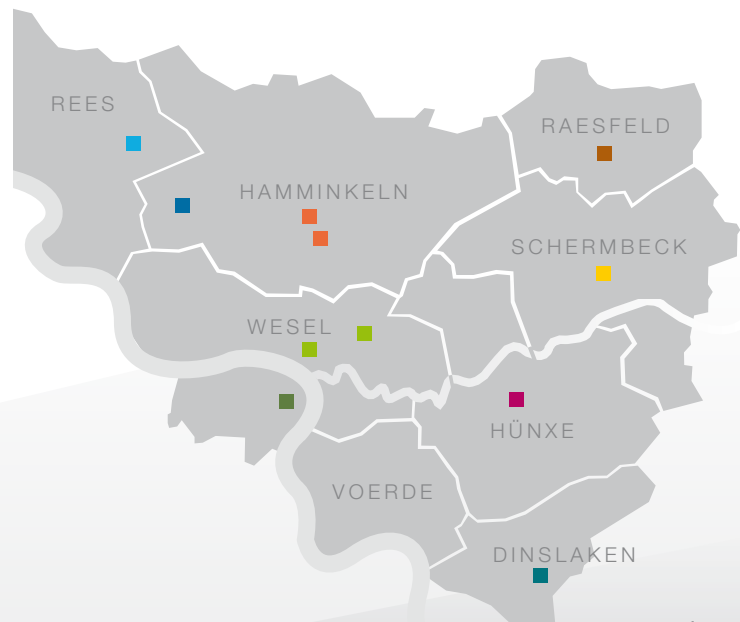 REES
RAESFELD
HAMMINKELN
SCHERMBECK
WESEL
HÜNXE
VOERDE
DINSLAKEN